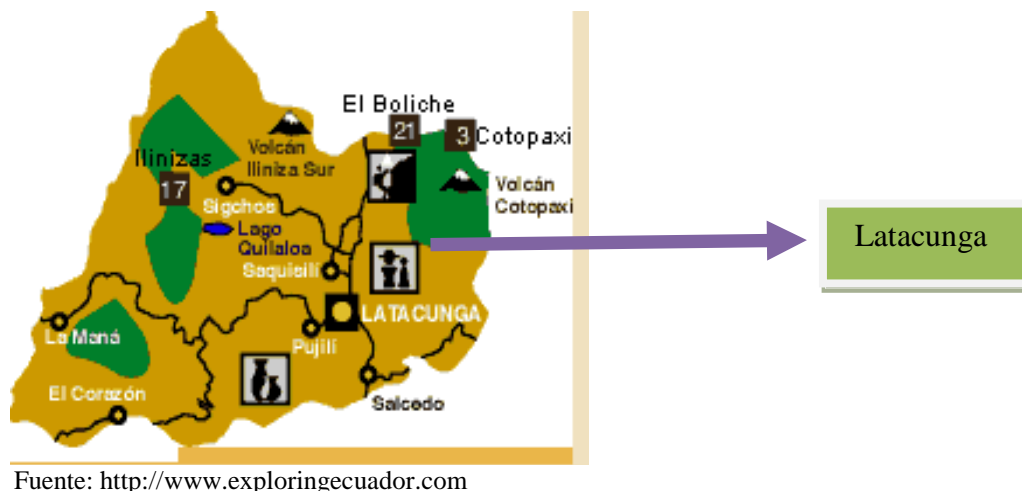 El Boliche
21
3 Cotopaxi
Volcán
Iliniza Sur
Ilinizas
17
Volcán
Cotopaxi
Sigchos
Lago
Quilaloa
Saquisilí
LATACUNGA
La Maná
Pujilí
El Corazón
Salcedo
Latacunga
Fuente: http://www.exploringecuador.com